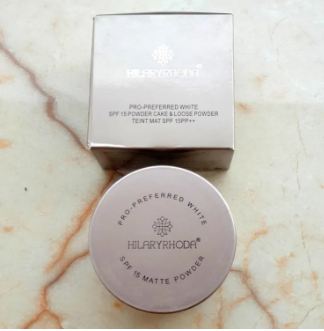 HILARYRHODA®
PRO-PREFERRED WHITE
SPF 15 POWDER CAKE & LOOSE POWDER
TEINT MAT SPF 15PP++
PRO-PREFERRED WHITE
HILARYRHODA®
SPF 15 MATTE POWDER